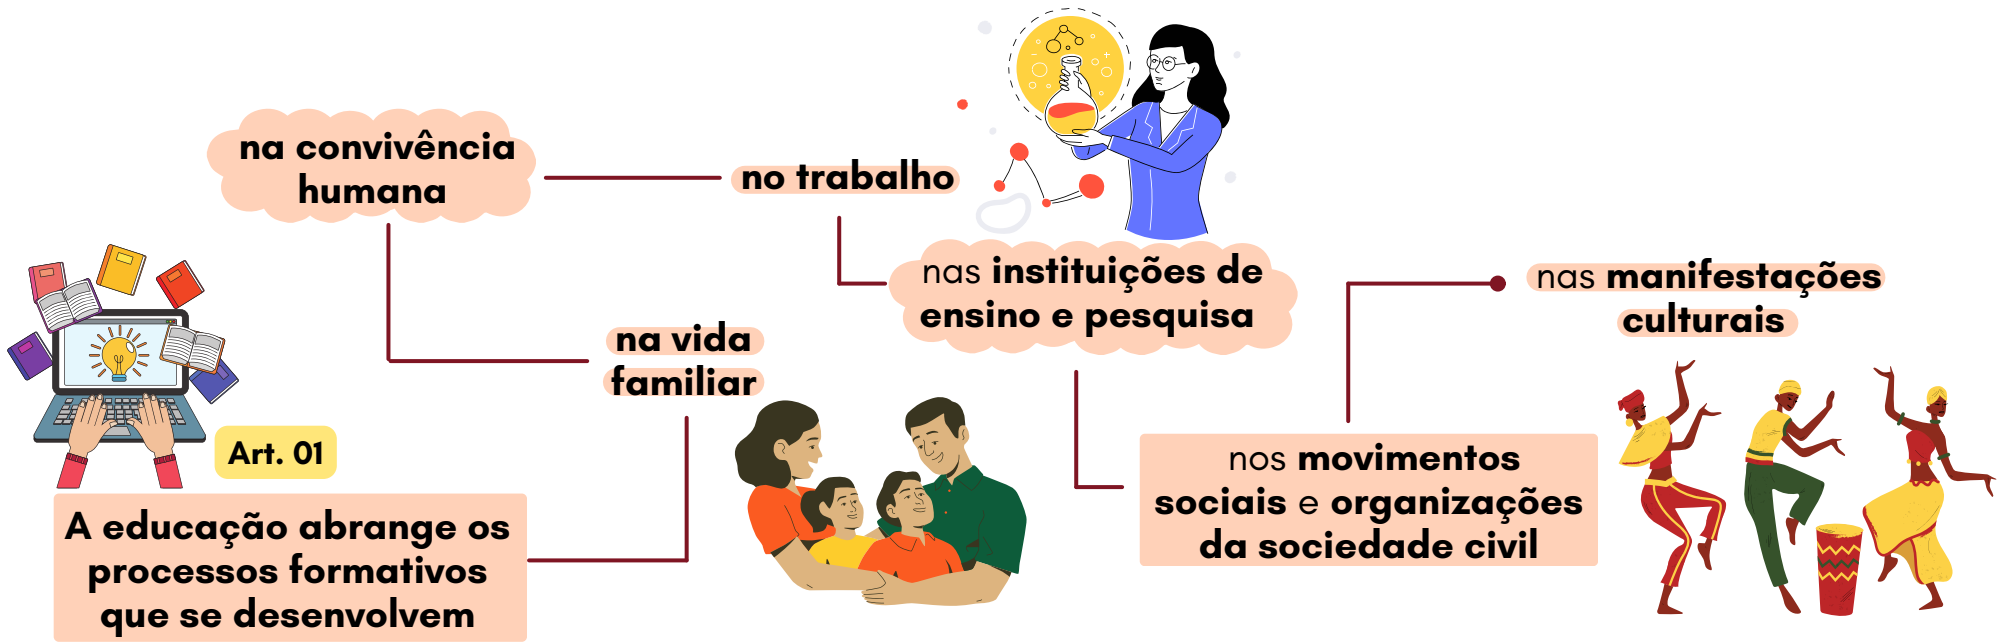 Art. 01
A educação abrange os
processos formativos
que se desenvolvem
na vida
familiar
na convivência
humana
no trabalho
nas instituições de
ensino e pesquisa
nos movimentos
sociais e organizações
da sociedade civil
nas manifestações
culturais